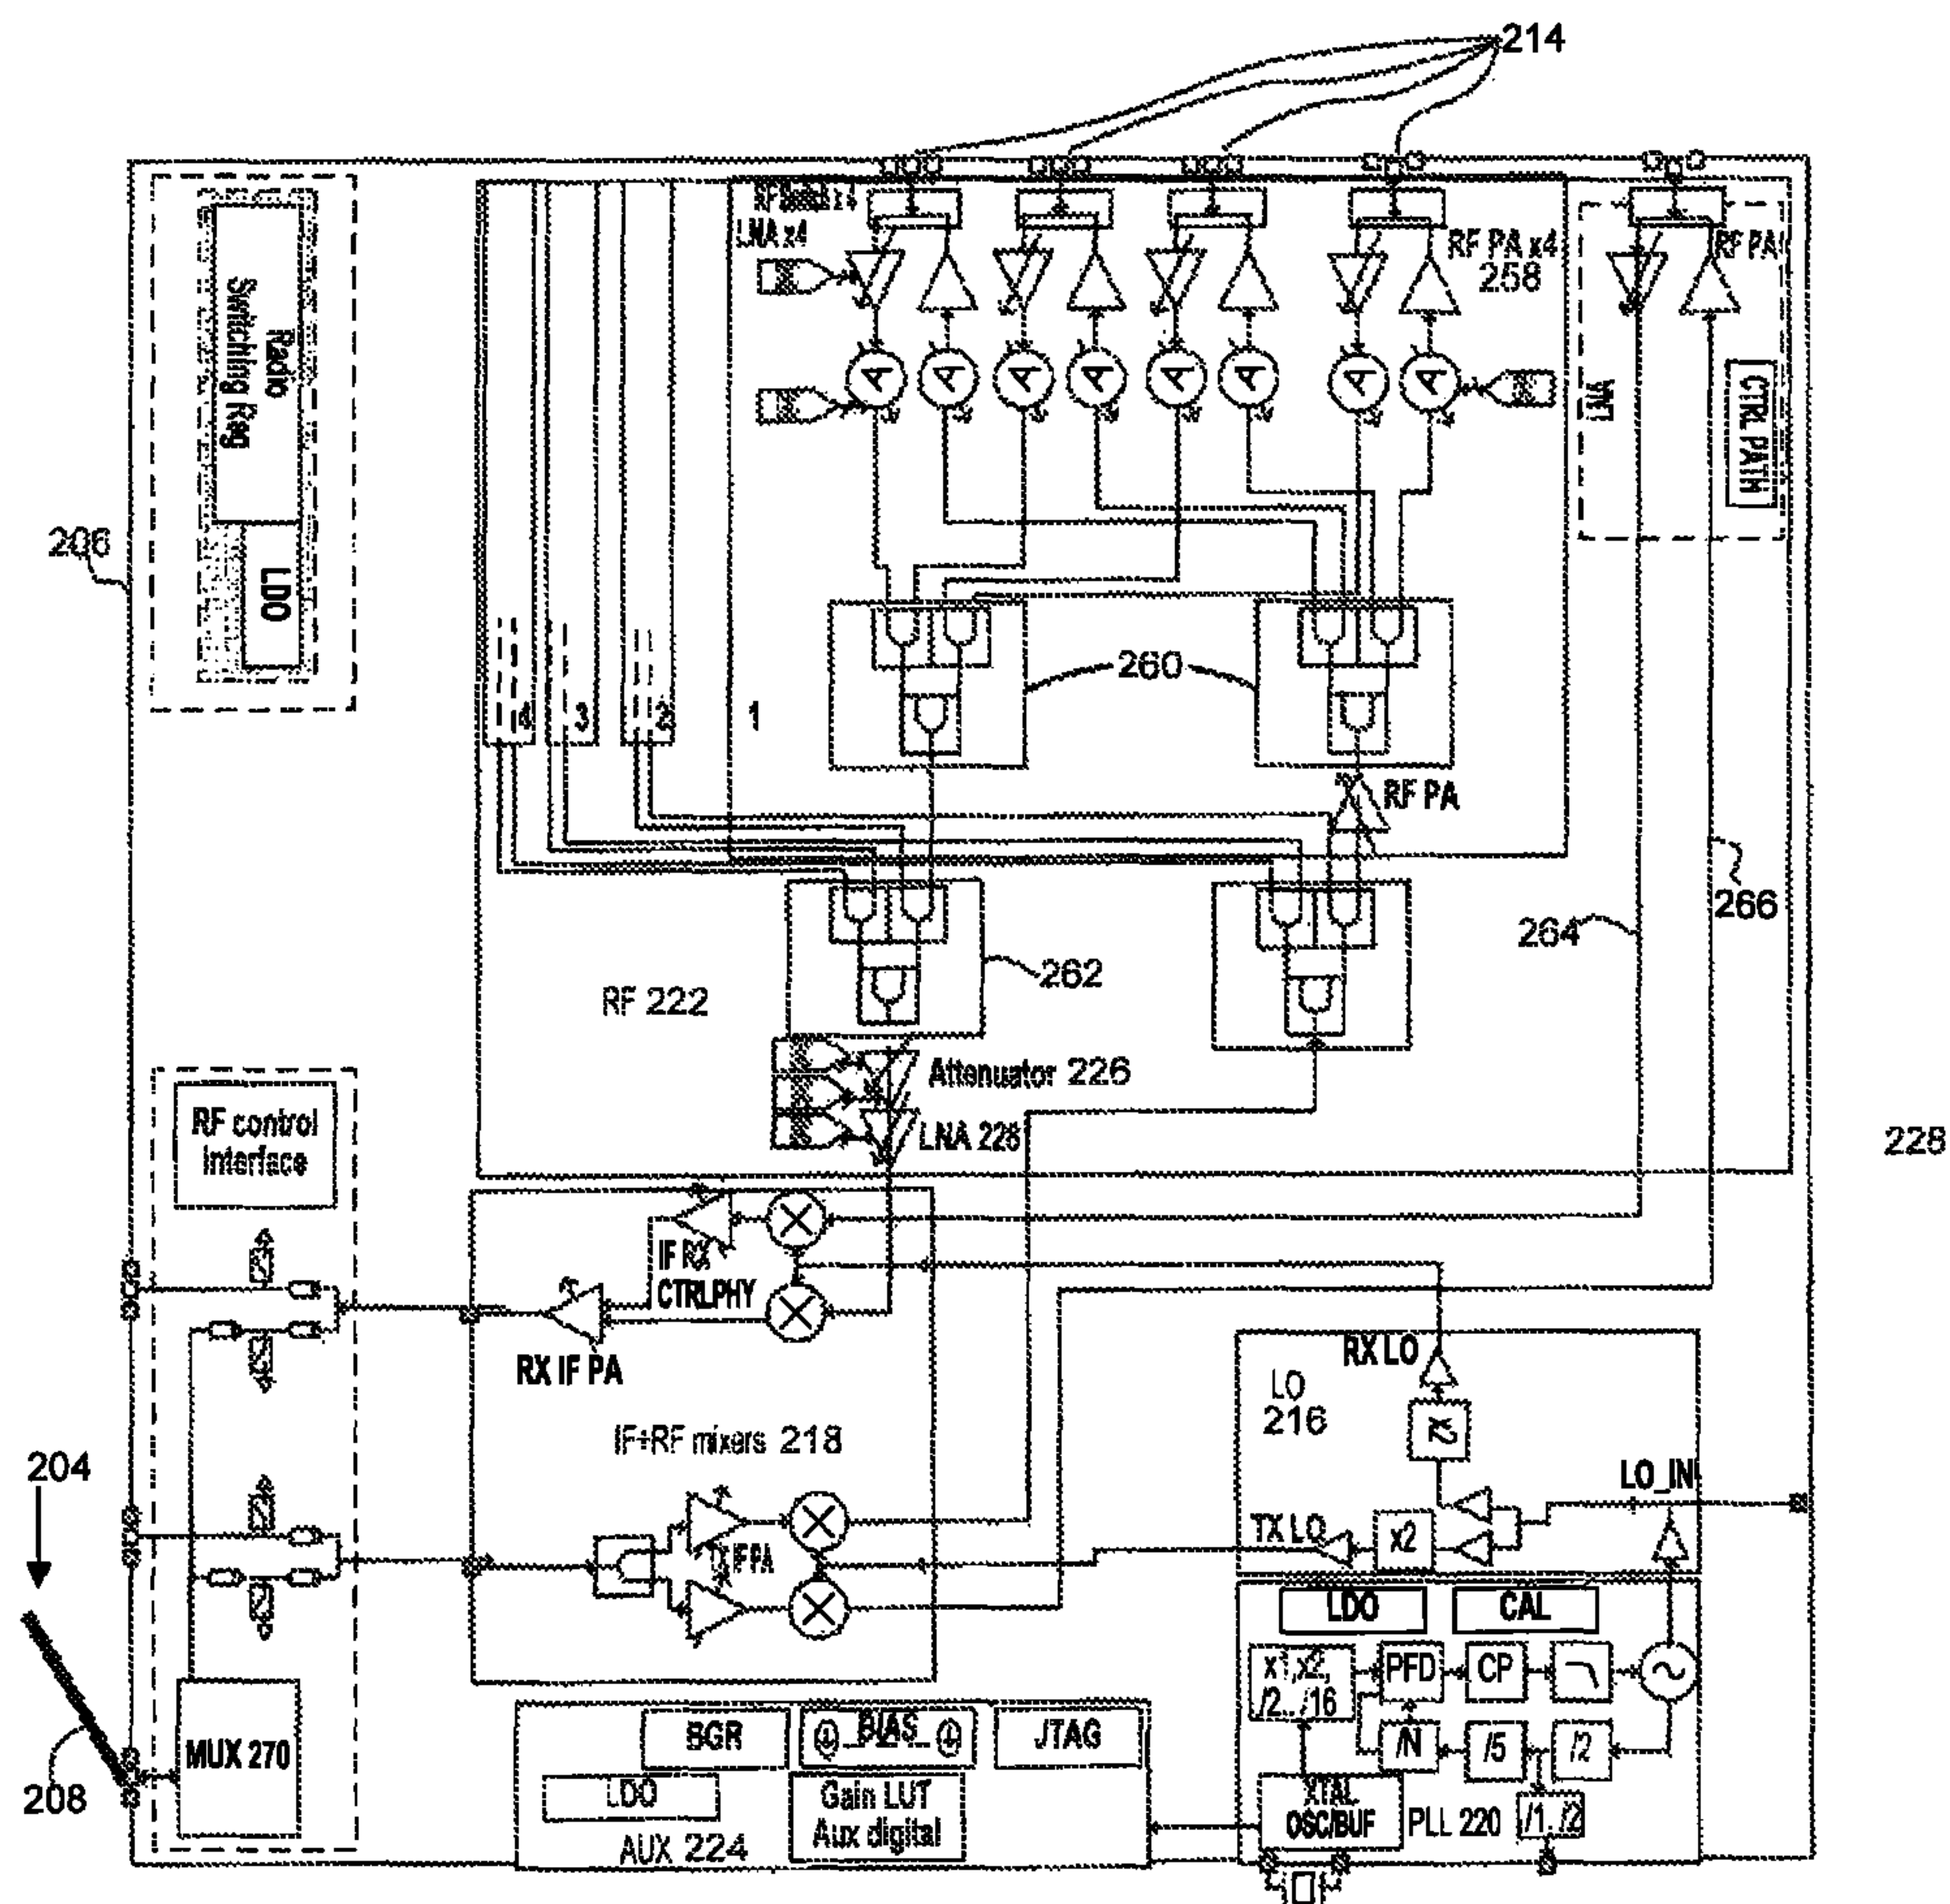 214
LNA x4
RF PA x4
258
RF PA
CTRL PATH
Radio
Switching Reg
LDO
206
260
4
3
2
1
RF PA
264
266
262
RF 222
Attenuator 226
LNA 228
228
RF control
Interface
IF RX
CTRLPHY
RX IF PA
RX LO
LO
216
x2
IF+RF mixers 218
LO_IN
204
TX LO
x2
TX IF PA
LDO
CAL
x1,x2,
/2.. /16
PFD
CP
MUX 270
BGR
BIAS
JTAG
/N
/5
/2
208
LDO
Gain LUT
Aux digital
XTAL
OSC/BUF
PLL 220
/1../2
AUX 224